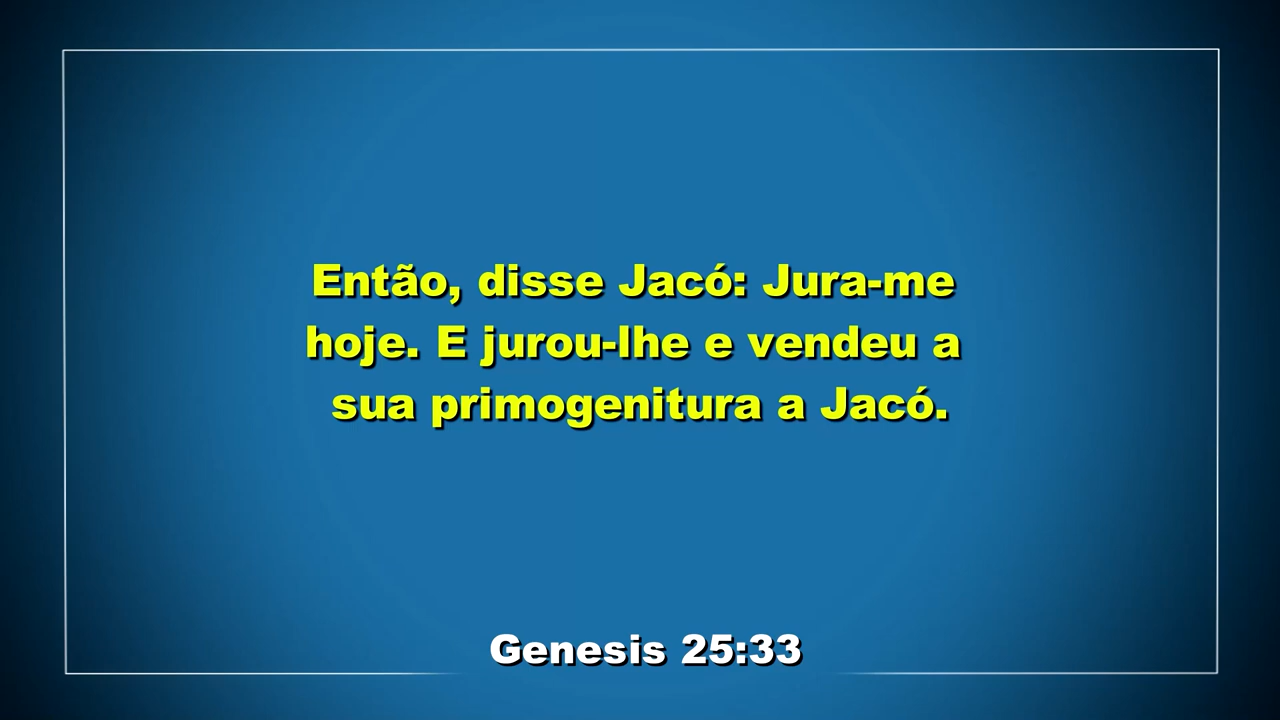 Então, disse Jacó: Jura-me
hoje. E jurou-lhe e vendeu a
sua primogenitura a Jacó.
Genesis 25:33